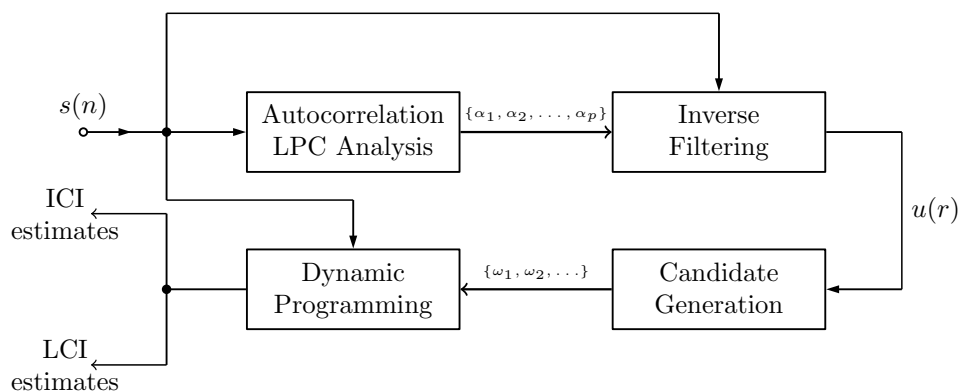 s(n)
Autocorrelation
LPC Analysis
{α₁, α₂, . . . , αₚ}
Inverse
Filtering
u(r)
ICI
estimates
Dynamic
Programming
{ω₁, ω₂, . . .}
Candidate
Generation
LCI
estimates